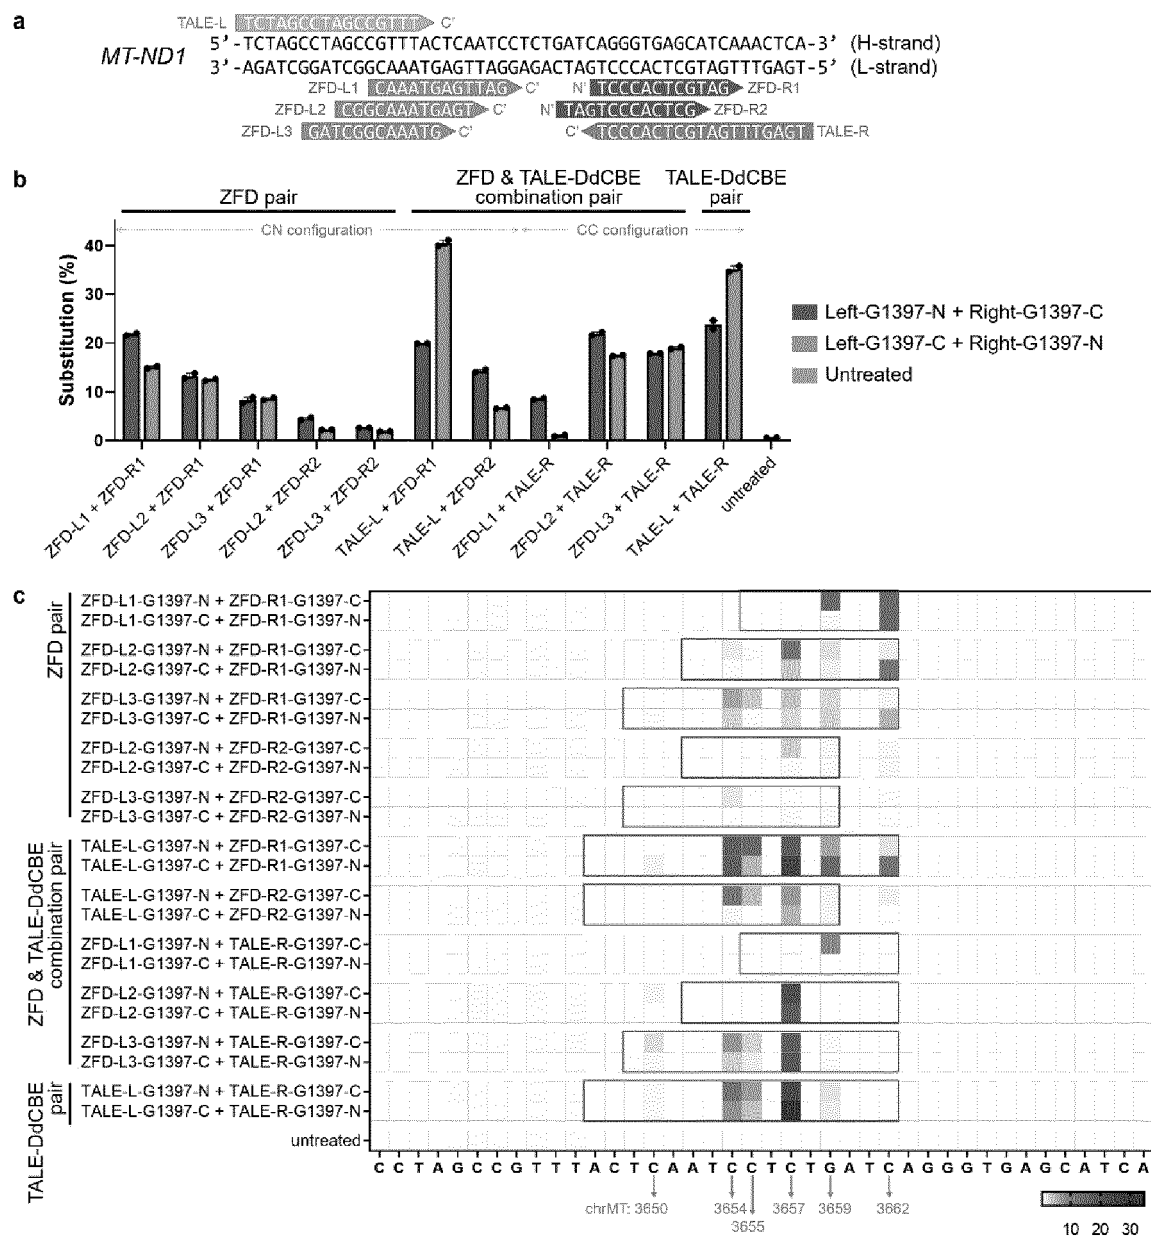 a
TALE-L TCTAGCCTAGCCGTTT C'
MT-ND1
5'-TCTAGCCTAGCCGTTTACTCAATCCTCTGATCAGGGTGAGCATCAAACTCA-3' (H-strand)
3'-AGATCGGATCGGCAAATGAGTTAGGAGACTAGTCCCACTCGTAGTTTGAGT-5' (L-strand)
ZFD-L1 CAAATGAGTTAG C' N' TCCCACTCGTAG ZFD-R1
ZFD-L2 CGGCAAATGAGT C' N' TAGTCCCACTCG ZFD-R2
ZFD-L3 GATCGGCAAATG C' C' TCCCACTCGTAGTTTGAGT TALE-R
b
ZFD pair
ZFD & TALE-DdCBE
combination pair
TALE-DdCBE
pair
CN configuration
CC configuration
Substitution (%)
40
30
20
10
0
Left-G1397-N + Right-G1397-C
Left-G1397-C + Right-G1397-N
Untreated
ZFD-L1 + ZFD-R1
ZFD-L2 + ZFD-R1
ZFD-L3 + ZFD-R1
ZFD-L2 + ZFD-R2
ZFD-L3 + ZFD-R2
TALE-L + ZFD-R1
TALE-L + ZFD-R2
ZFD-L1 + TALE-R
ZFD-L2 + TALE-R
ZFD-L3 + TALE-R
TALE-L + TALE-R
untreated
c
ZFD pair
ZFD-L1-G1397-N + ZFD-R1-G1397-C
ZFD-L1-G1397-C + ZFD-R1-G1397-N
ZFD-L2-G1397-N + ZFD-R1-G1397-C
ZFD-L2-G1397-C + ZFD-R1-G1397-N
ZFD-L3-G1397-N + ZFD-R1-G1397-C
ZFD-L3-G1397-C + ZFD-R1-G1397-N
ZFD-L2-G1397-N + ZFD-R2-G1397-C
ZFD-L2-G1397-C + ZFD-R2-G1397-N
ZFD-L3-G1397-N + ZFD-R2-G1397-C
ZFD-L3-G1397-C + ZFD-R2-G1397-N
ZFD & TALE-DdCBE
combination pair
TALE-L-G1397-N + ZFD-R1-G1397-C
TALE-L-G1397-C + ZFD-R1-G1397-N
TALE-L-G1397-N + ZFD-R2-G1397-C
TALE-L-G1397-C + ZFD-R2-G1397-N
ZFD-L1-G1397-N + TALE-R-G1397-C
ZFD-L1-G1397-C + TALE-R-G1397-N
ZFD-L2-G1397-N + TALE-R-G1397-C
ZFD-L2-G1397-C + TALE-R-G1397-N
ZFD-L3-G1397-N + TALE-R-G1397-C
ZFD-L3-G1397-C + TALE-R-G1397-N
TALE-DdCBE
pair
TALE-L-G1397-N + TALE-R-G1397-C
TALE-L-G1397-C + TALE-R-G1397-N
untreated
C C T A G C C G T T T A C T C A A T C C T C T G A T C A G G G T G A G C A T C A
chrMT: 3650 3654 3657 3659 3662
3655
10 20 30